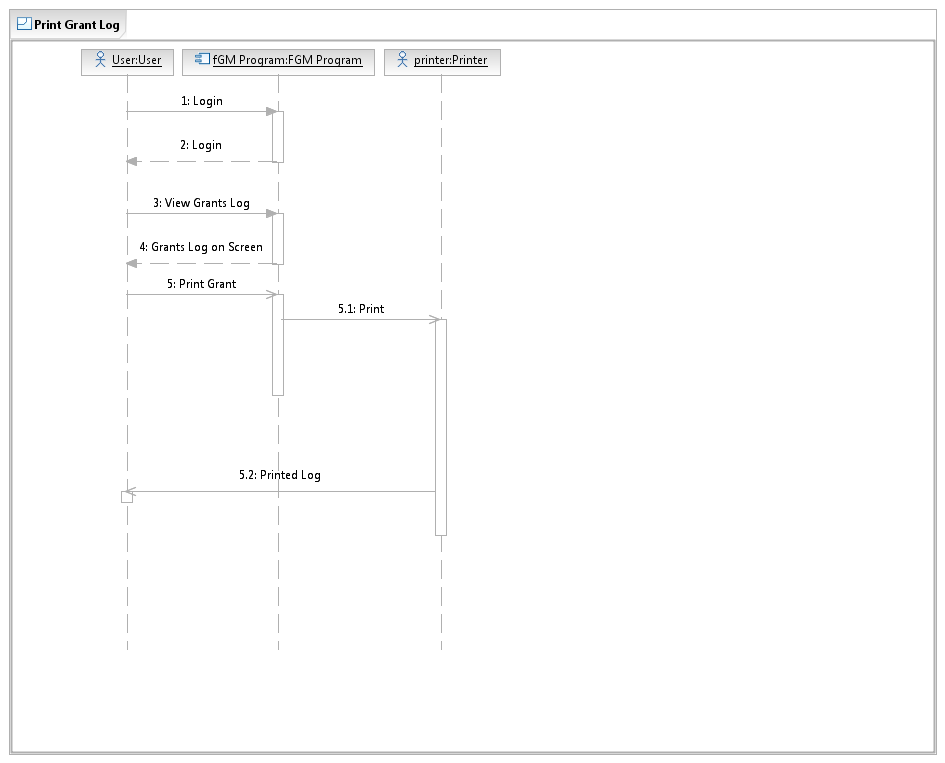 Print Grant Log
User:User
fGM Program:FGM Program
printer:Printer
1: Login
2: Login
3: View Grants Log
4: Grants Log on Screen
5: Print Grant
5.1: Print
5.2: Printed Log